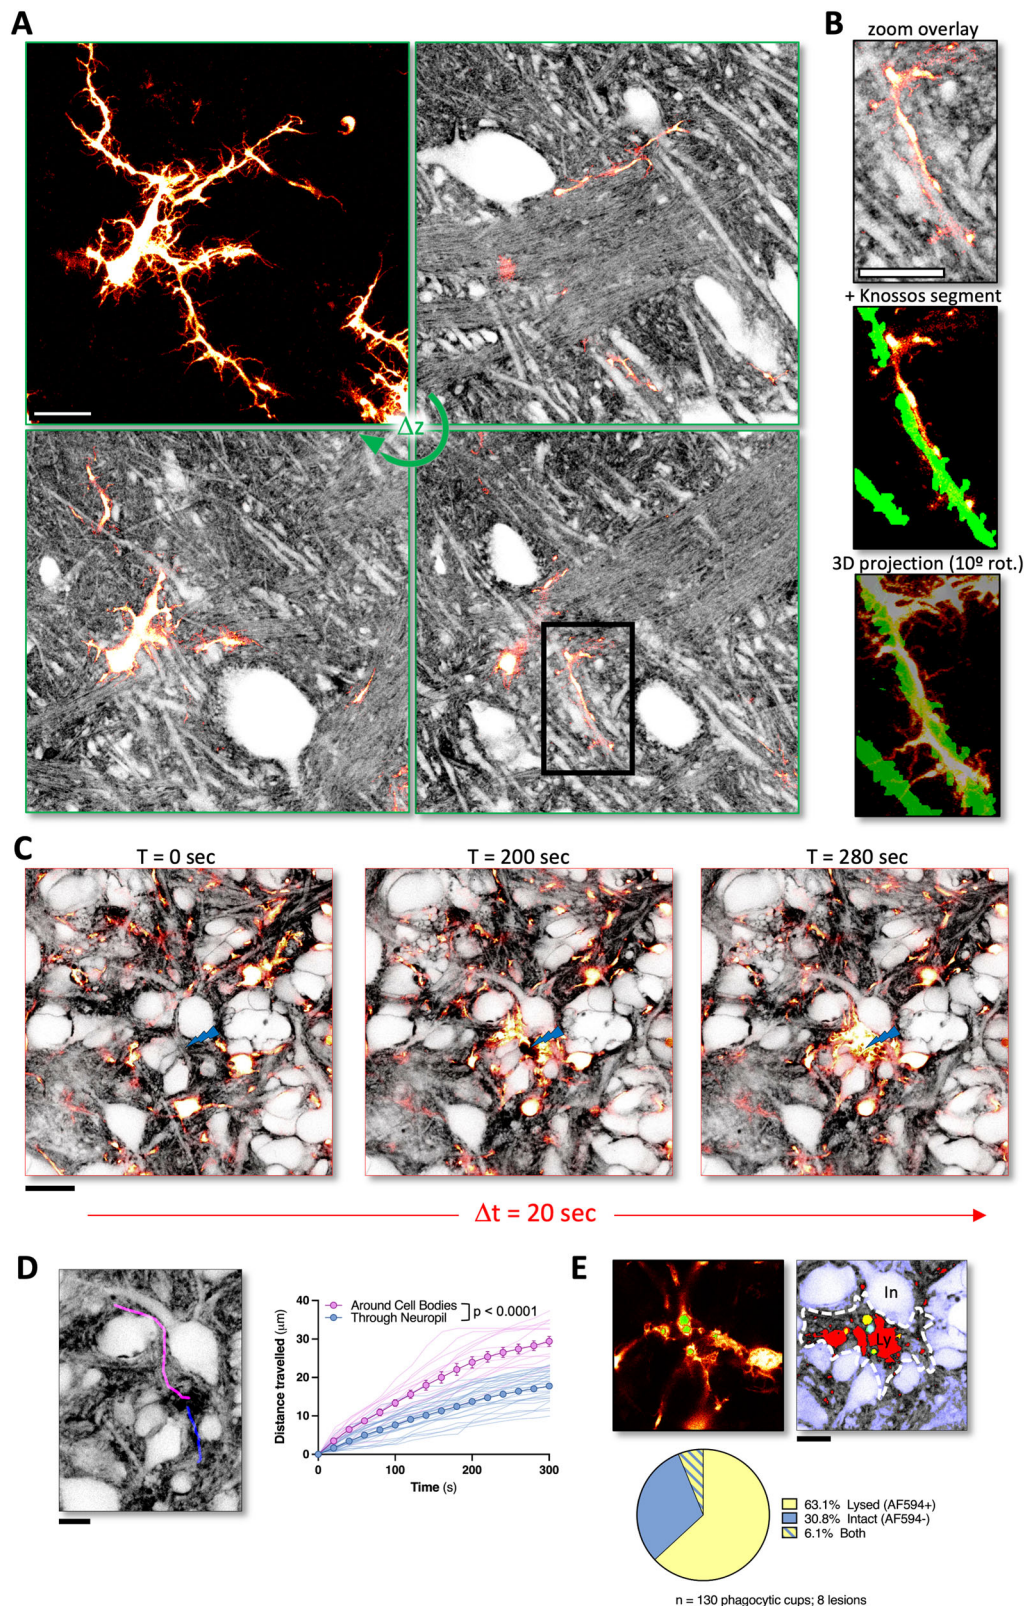 A
B
zoom overlay
+ Knossos segment
Δz
3D projection (10º rot.)
C
T = 0 sec
T = 200 sec
T = 280 sec
Δt = 20 sec
D
E
Around Cell Bodies
Through Neuropil
p < 0.0001
Distance travelled (μm)
40
30
20
10
0
0
100
200
300
Time (s)
In
Ly
63.1% Lysed (AF594+)
30.8% Intact (AF594-)
6.1% Both
n = 130 phagocytic cups; 8 lesions